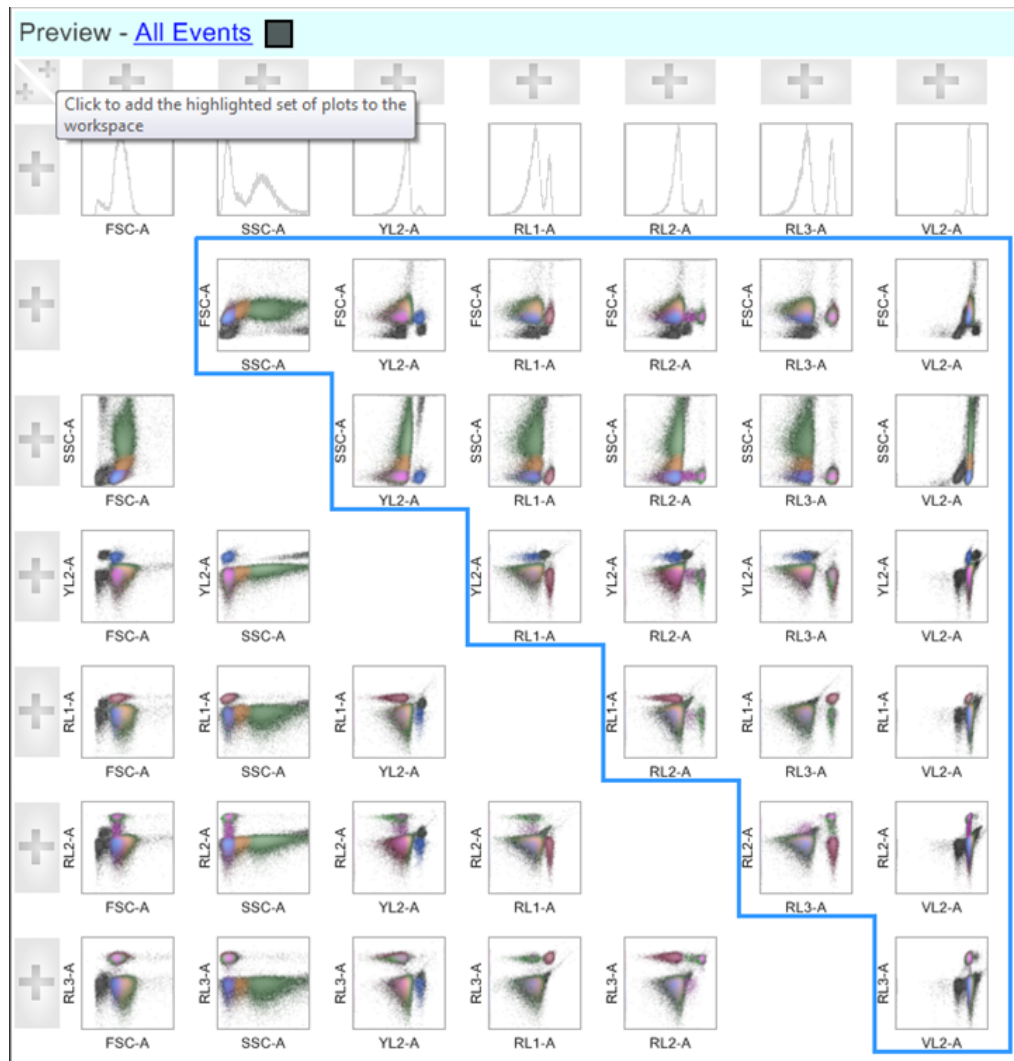 Preview - All Events
Click to add the highlighted set of plots to the
workspace
FSC-A SSC-A YL2-A RL1-A RL2-A RL3-A VL2-A
FSC-A FSC-A FSC-A FSC-A FSC-A FSC-A
SSC-A YL2-A RL1-A RL2-A RL3-A VL2-A
SSC-A SSC-A SSC-A SSC-A SSC-A SSC-A
FSC-A YL2-A RL1-A RL2-A RL3-A VL2-A
YL2-A YL2-A YL2-A YL2-A YL2-A YL2-A
FSC-A SSC-A RL1-A RL2-A RL3-A VL2-A
RL1-A RL1-A RL1-A RL1-A RL1-A RL1-A
FSC-A SSC-A YL2-A RL2-A RL3-A VL2-A
RL2-A RL2-A RL2-A RL2-A RL2-A RL2-A
FSC-A SSC-A YL2-A RL1-A RL3-A VL2-A
RL3-A RL3-A RL3-A RL3-A RL3-A RL3-A
FSC-A SSC-A YL2-A RL1-A RL2-A VL2-A